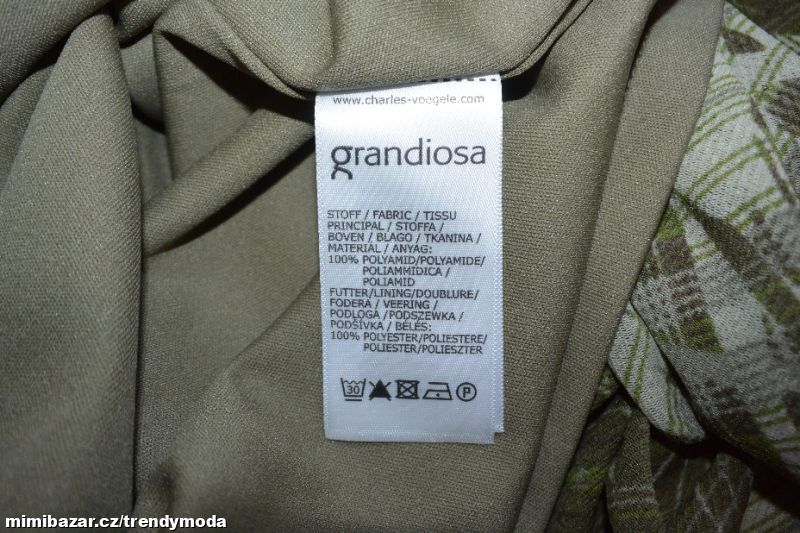 www.charles-voegele.com
grandiosa
STOFF / FABRIC / TISSU
PRINCIPAL / STOFFA /
BOVEN / BLAGO / TKANINA /
MATERIAL / ANYAG:
100% POLYAMID/POLYAMIDE/
POLIAMMIDICA /
POLIAMID
FUTTER/LINING/DOUBLURE/
FODERA / VEERING /
PODLOGA / PODSZEWKA /
PODŠÍVKA / BÉLÉS:
100% POLYESTER/POLIESTERE/
POLIESTER/POLIESZTER
30 P
mimibazar.cz/trendymoda